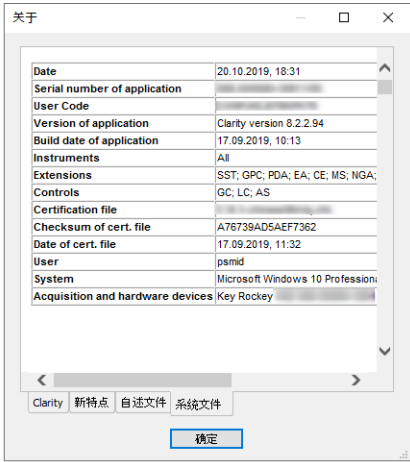 关于
Date 20.10.2019, 18:31
Serial number of application
User Code
Version of application Clarity version 8.2.2.94
Build date of application 17.09.2019, 10:13
Instruments All
Extensions SST; GPC; PDA; EA; CE; MS; NGA;
Controls GC; LC; AS
Certification file
Checksum of cert. file A76739AD5AEF7362
Date of cert. file 17.09.2019, 11:32
User psmid
System Microsoft Windows 10 Professiona
Acquisition and hardware devices Key Rockey
Clarity 新特点 自述文件 系统文件
确定